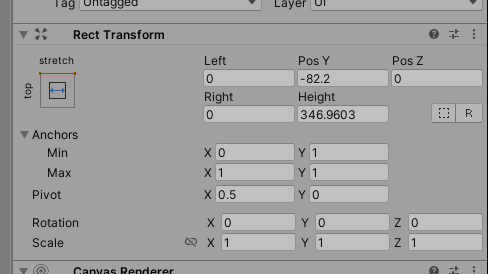 Tag Untagged Layer UI
Rect Transform
stretch Left Pos Y Pos Z
0 -82.2 0
top Right Height
0 346.9603 R
Anchors
Min X 0 Y 1
Max X 1 Y 1
Pivot X 0.5 Y 0
Rotation X 0 Y 0 Z 0
Scale X 1 Y 1 Z 1
Canvas Renderer